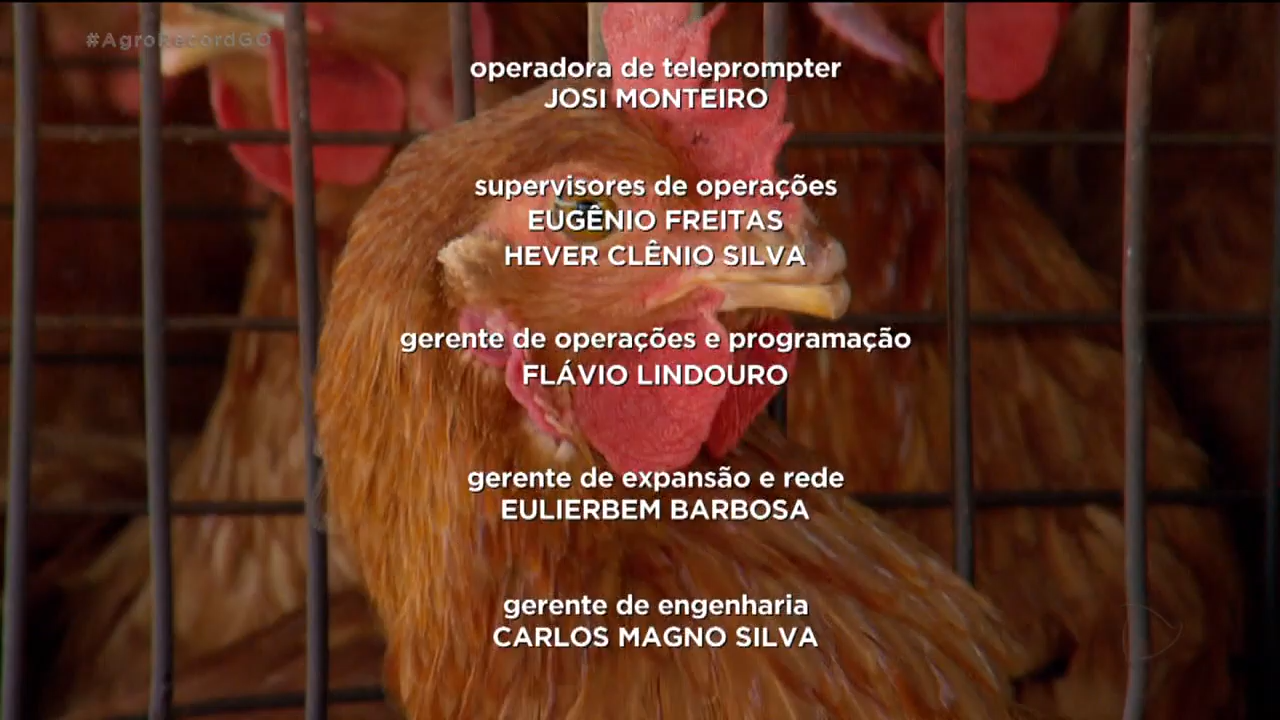 #AgroRecordGO
operadora de teleprompter
JOSI MONTEIRO
supervisores de operações
EUGÊNIO FREITAS
HEVER CLÊNIO SILVA
gerente de operações e programação
FLÁVIO LINDOURO
gerente de expansão e rede
EULIERBEM BARBOSA
gerente de engenharia
CARLOS MAGNO SILVA